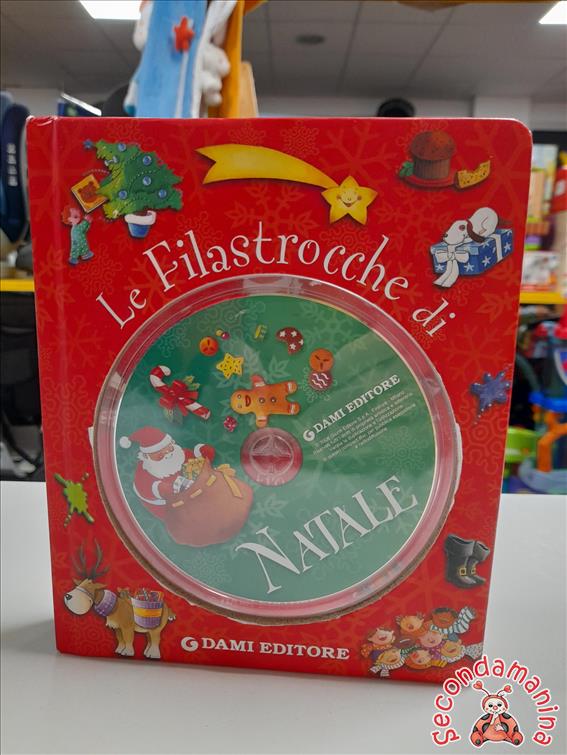 Le Filastrocche di
NATALE
DAMI EDITORE
DAMI EDITORE
secondamanina